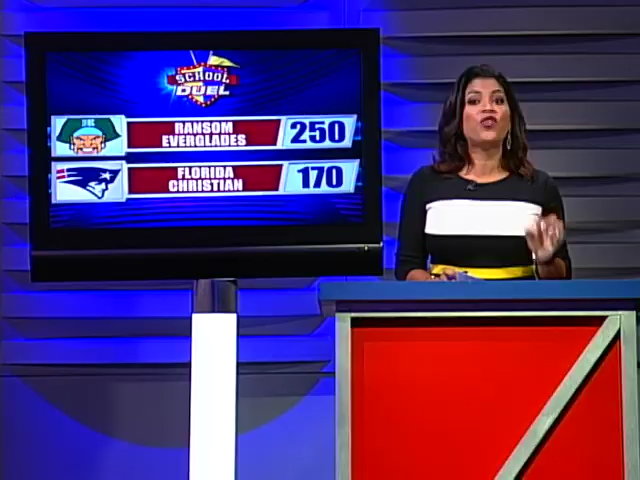 SCHOOL
DUEL
RANSOM
EVERGLADES
250
FLORIDA
CHRISTIAN
170